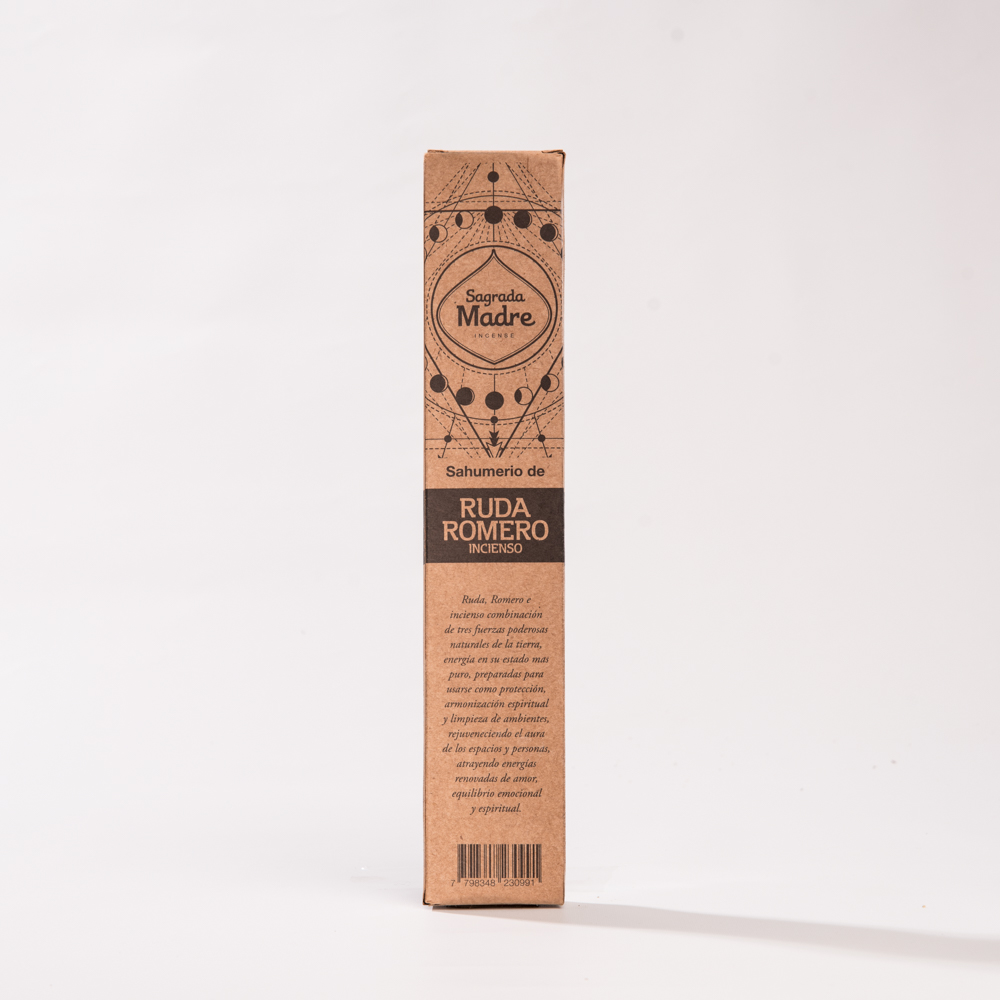 Sagrada
Madre
INCENSE
Sahumerio de
RUDA
ROMERO
INCIENSO
Ruda, Romero e
incienso combinación
de tres fuerzas poderosas
naturales de la tierra,
energía en su estado mas
puro, preparadas para
usarse como protección,
armonización espiritual
y limpieza de ambientes,
rejuveneciendo el aura
de los espacios y personas,
atrayendo energías
renovadas de amor,
equilibrio emocional
y espiritual.
7 798348 230991